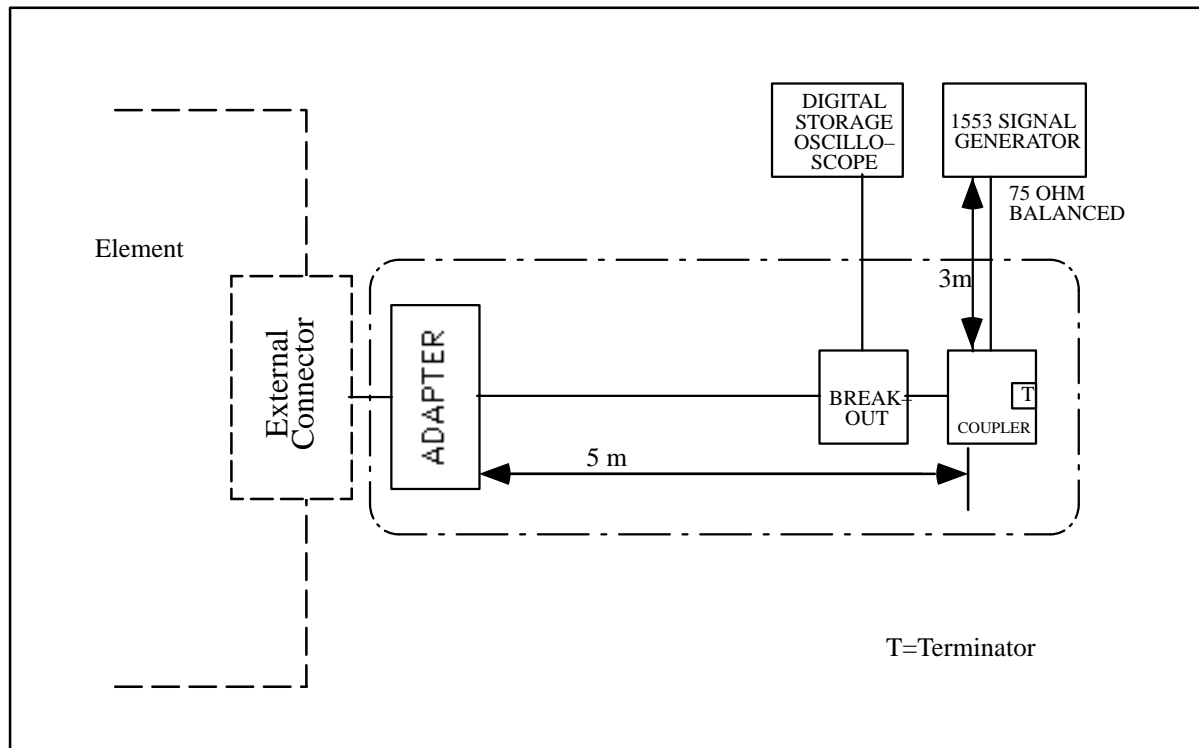 DIGITAL
STORAGE
OSCILLO–
SCOPE
1553 SIGNAL
GENERATOR
75 OHM
BALANCED
Element
3m
External
Connector
ADAPTER
BREAK–
OUT
T
COUPLER
5 m
T=Terminator